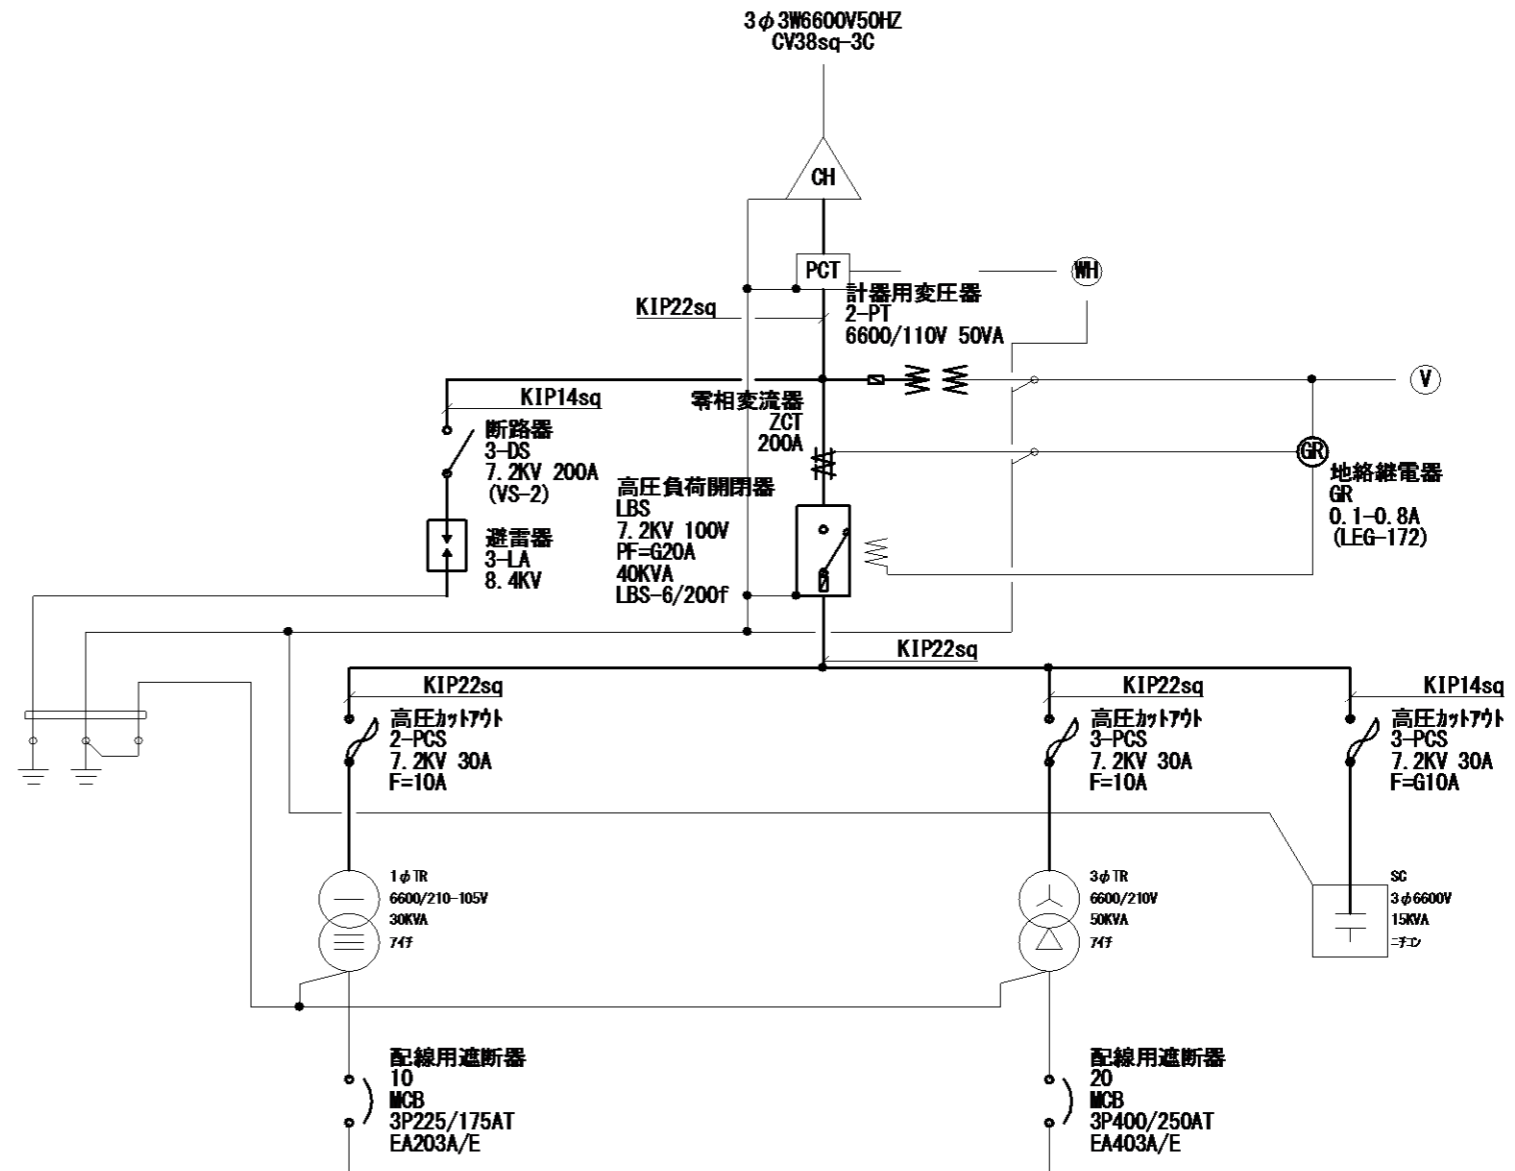 3φ3W6600V50HZ
CV38sq-3C
CH
PCT
WH
計器用変圧器
2-PT
6600/110V 50VA
KIP22sq
V
KIP14sq
断路器
3-DS
7.2KV 200A
(VS-2)
零相変流器
ZCT
200A
GR
地絡継電器
GR
0.1-0.8A
(LEG-172)
高圧負荷開閉器
LBS
7.2KV 100V
PF=G20A
40KVA
LBS-6/200f
避雷器
3-LA
8.4KV
KIP22sq
KIP22sq
高圧ｶｯﾄｱｳﾄ
2-PCS
7.2KV 30A
F=10A
KIP22sq
高圧ｶｯﾄｱｳﾄ
3-PCS
7.2KV 30A
F=10A
KIP14sq
高圧ｶｯﾄｱｳﾄ
3-PCS
7.2KV 30A
F=G10A
1φTR
6600/210-105V
30KVA
ｱｲﾁ
3φTR
6600/210V
50KVA
ｱｲﾁ
SC
3φ6600V
15KVA
ﾆﾁｺﾝ
配線用遮断器
10
MCB
3P225/175AT
EA203A/E
配線用遮断器
20
MCB
3P400/250AT
EA403A/E